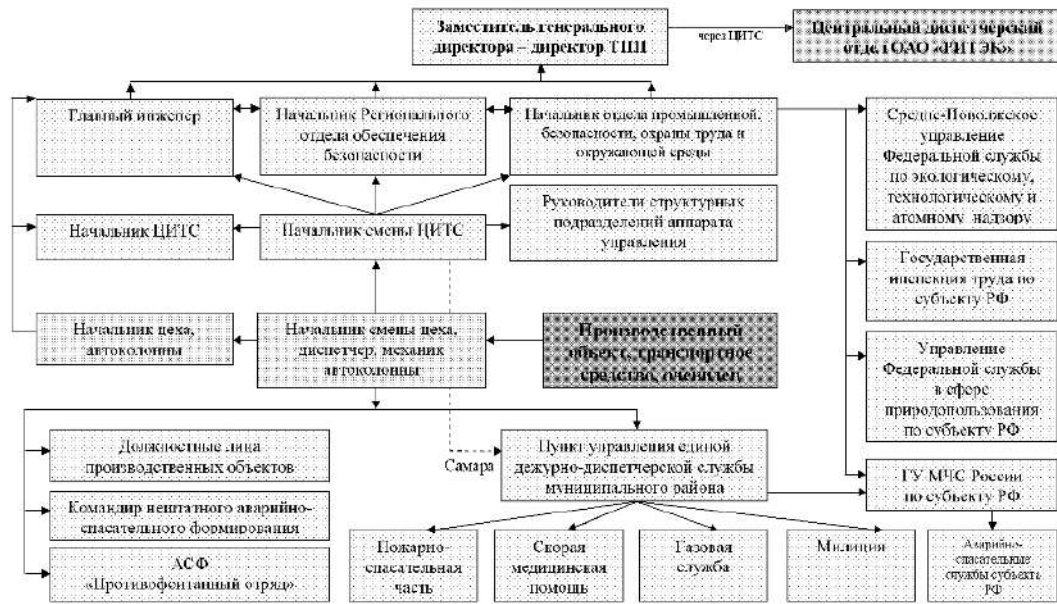 Заместитель генерального
директора – директор ТПП
через ЦИТС
Центральный диспетчерский
отдел ОАО «РИТЭК»
Главный инженер
Начальник Регионального
отдела обеспечения
безопасности
Начальник отдела промышленной,
безопасности, охраны труда и
окружающей среды
Средне-Поволжское
управление
Федеральной службы
по экологическому,
технологическому и
атомному надзору
Начальник ЦИТС
Начальник смены ЦИТС
Руководители структурных
подразделений аппарата
управления
Государственная
инспекция труда по
субъекту РФ
Начальник цеха,
автоколонны
Начальник смены цеха,
диспетчер, механик
автоколонны
Производственный
объект, транспортное
средство,
Управление
Федеральной службы
в сфере
природопользования
по субъекту РФ
Должностные лица
производственных объектов
Самара
Пункт управления единой
дежурно-диспетчерской службы
муниципального района
ГУ МЧС России
по субъекту РФ
Командир нештатного аварийно-
спасательного формирования
АСФ
«Противофонтанный отряд»
Пожарно-
спасательная
часть
Скорая
медицинская
помощь
Газовая
служба
Милиция
Аварийно-
спасательные
службы субъекта
РФ